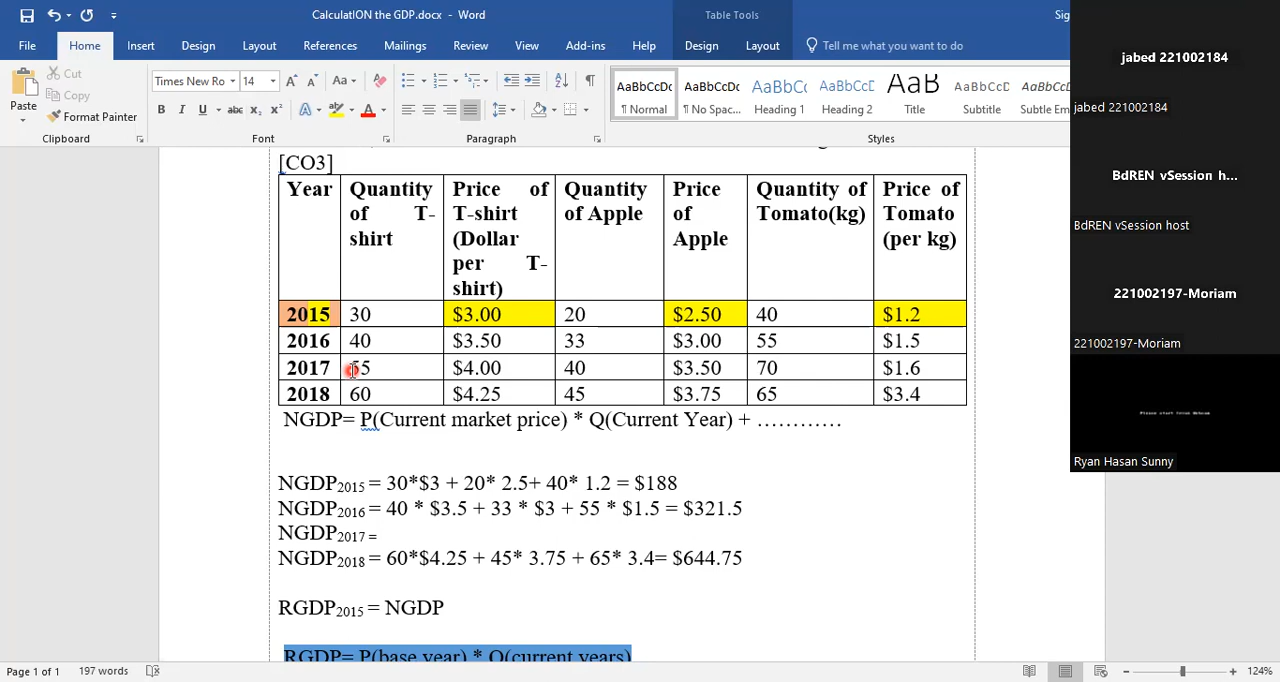 CalculatION the GDP.docx - Word
Table Tools
Sig
File Home Insert Design Layout References Mailings Review View Add-ins Help Design Layout Tell me what you want to do
Cut
Copy
Format Painter
Paste
Clipboard
Times New Ro 14
Font
Paragraph
AaBbCcDc AaBbCcDc AaBbCc AaBbCcD AaB AaBbCcD AaBbCcD
¶ Normal ¶ No Spac... Heading 1 Heading 2 Title Subtitle Subtle Em
Styles
[CO3]
Year Quantity of T-shirt Price of T-shirt (Dollar per T-shirt) Quantity of Apple Price of Apple Quantity of Tomato(kg) Price of Tomato (per kg)
2015 30 $3.00 20 $2.50 40 $1.2
2016 40 $3.50 33 $3.00 55 $1.5
2017 55 $4.00 40 $3.50 70 $1.6
2018 60 $4.25 45 $3.75 65 $3.4
NGDP= P(Current market price) * Q(Current Year) + …………
NGDP2015 = 30*$3 + 20* 2.5+ 40* 1.2 = $188
NGDP2016 = 40 * $3.5 + 33 * $3 + 55 * $1.5 = $321.5
NGDP2017 =
NGDP2018 = 60*$4.25 + 45* 3.75 + 65* 3.4= $644.75
RGDP2015 = NGDP
RGDP= P(base year) * Q(current years)
Page 1 of 1 197 words
124%
jabed 221002184
jabed 221002184
BdREN vSession h...
BdREN vSession host
221002197-Moriam
221002197-Moriam
Ryan Hasan Sunny